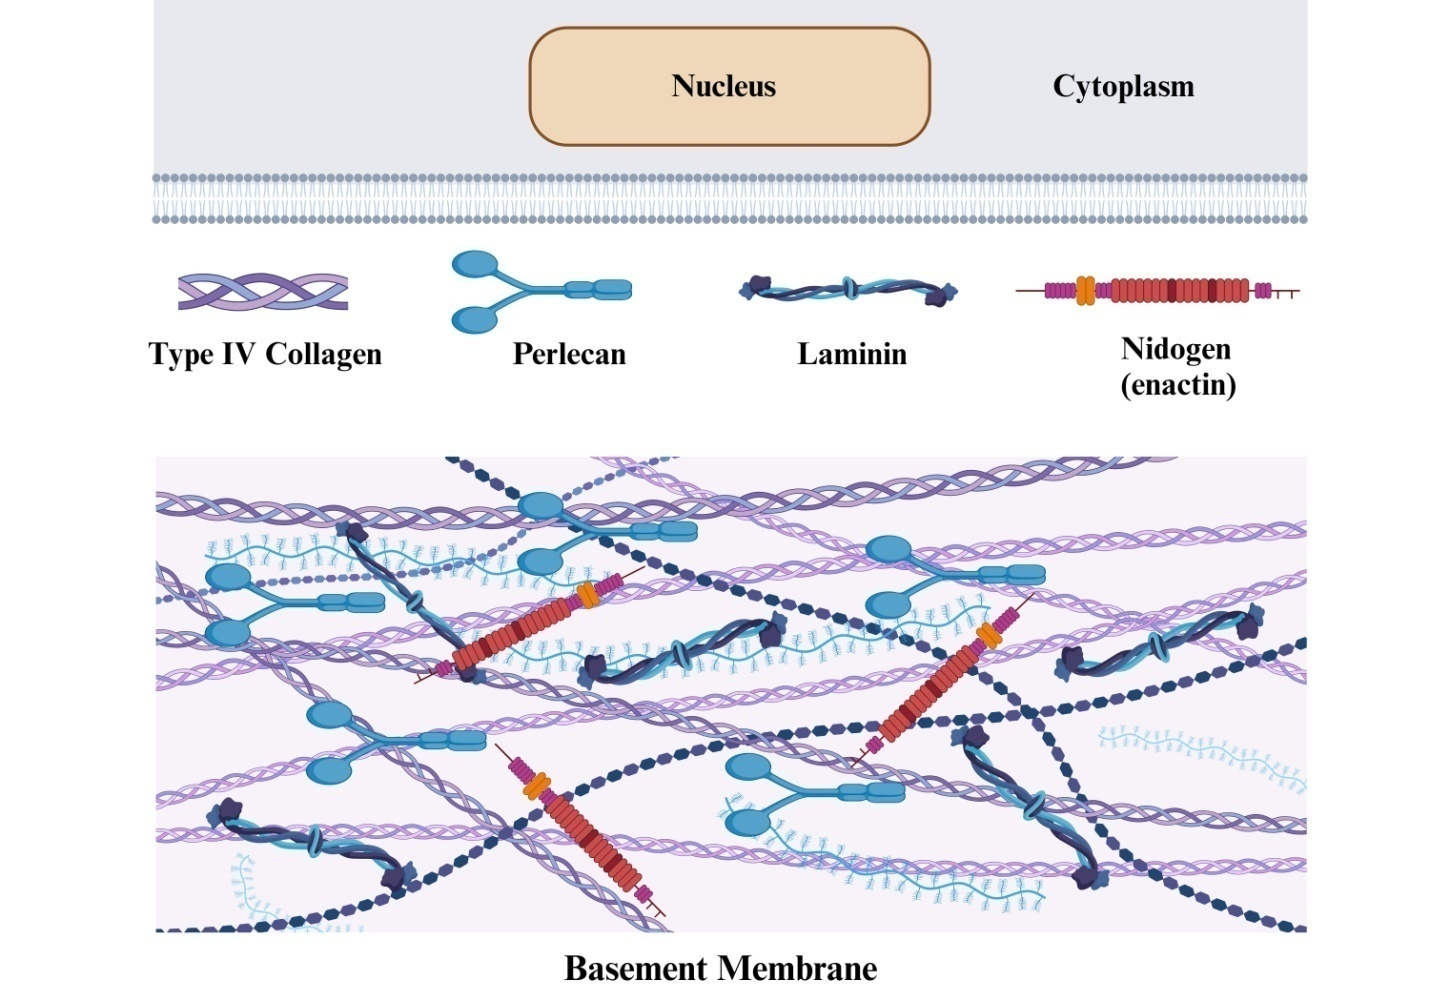 Nucleus
Cytoplasm
Type IV Collagen
Perlecan
Laminin
Nidogen
(enactin)
Basement Membrane